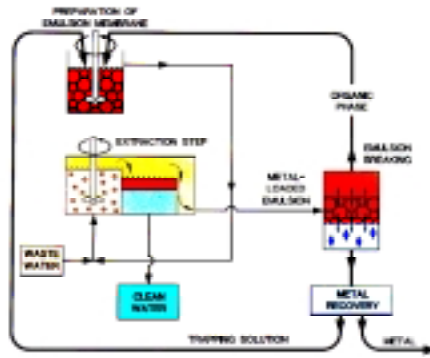 PREPARATION OF
EMULSION MEMBRANE
ORGANIC
PHASE
EXTRACTION STEP
EMULSION
BREAKING
METAL-
LOADED
EMULSION
WASTE
WATER
CLEAN
WATER
METAL
RECOVERY
TRAPPING SOLUTION
METAL